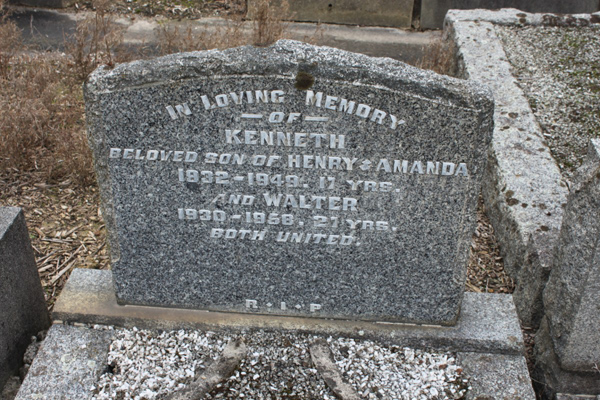 IN LOVING MEMORY
— OF —
KENNETH
BELOVED SON OF HENRY & AMANDA
1932-1949. 17 YRS.
AND WALTER
1930-1958. 27 YRS.
BOTH UNITED.
R • I • P